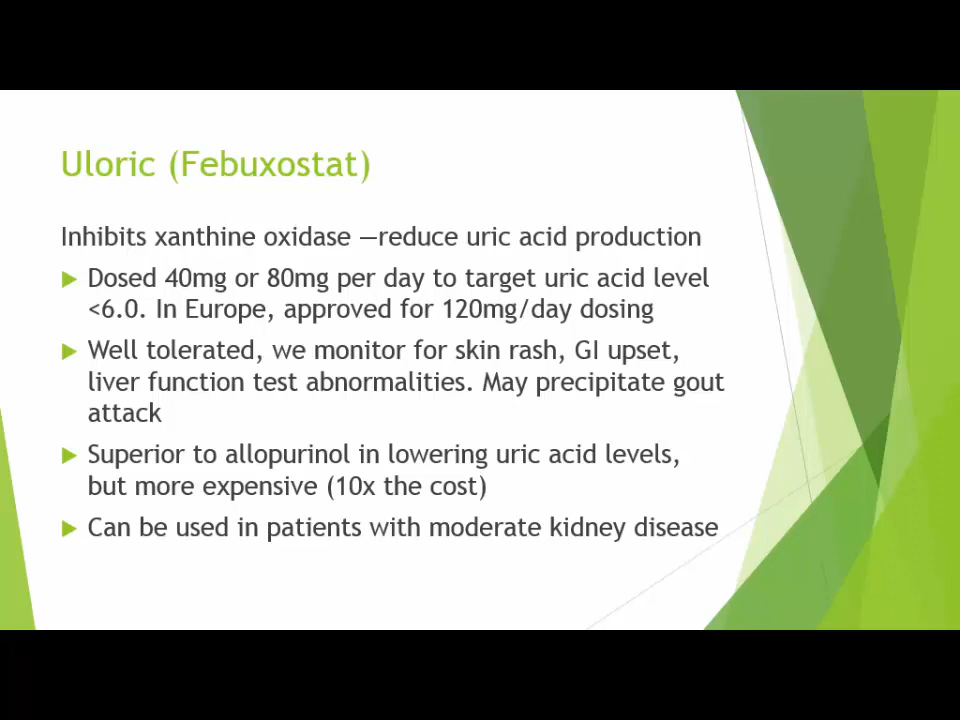 Uloric (Febuxostat)
Inhibits xanthine oxidase —reduce uric acid production
Dosed 40mg or 80mg per day to target uric acid level
<6.0. In Europe, approved for 120mg/day dosing
Well tolerated, we monitor for skin rash, GI upset,
liver function test abnormalities. May precipitate gout
attack
Superior to allopurinol in lowering uric acid levels,
but more expensive (10x the cost)
Can be used in patients with moderate kidney disease